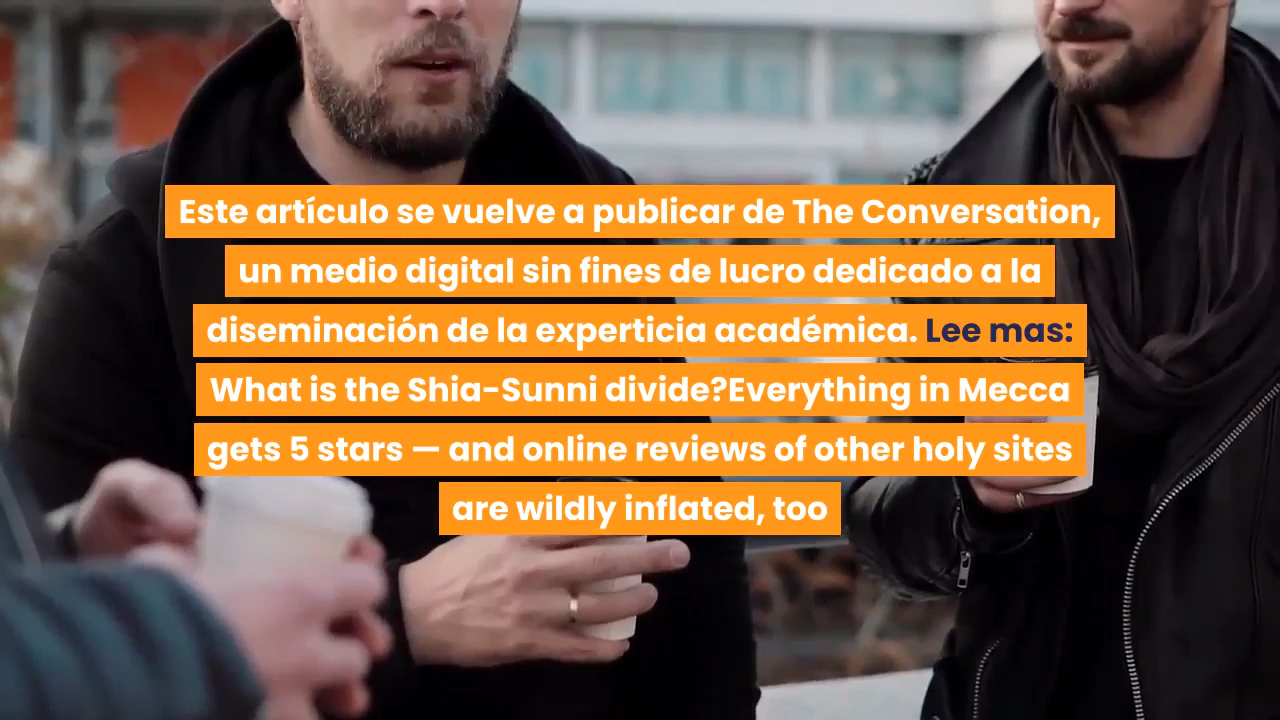 Este artículo se vuelve a publicar de The Conversation,
un medio digital sin fines de lucro dedicado a la
diseminación de la experticia académica. Lee mas:
What is the Shia-Sunni divide?Everything in Mecca
gets 5 stars — and online reviews of other holy sites
are wildly inflated, too